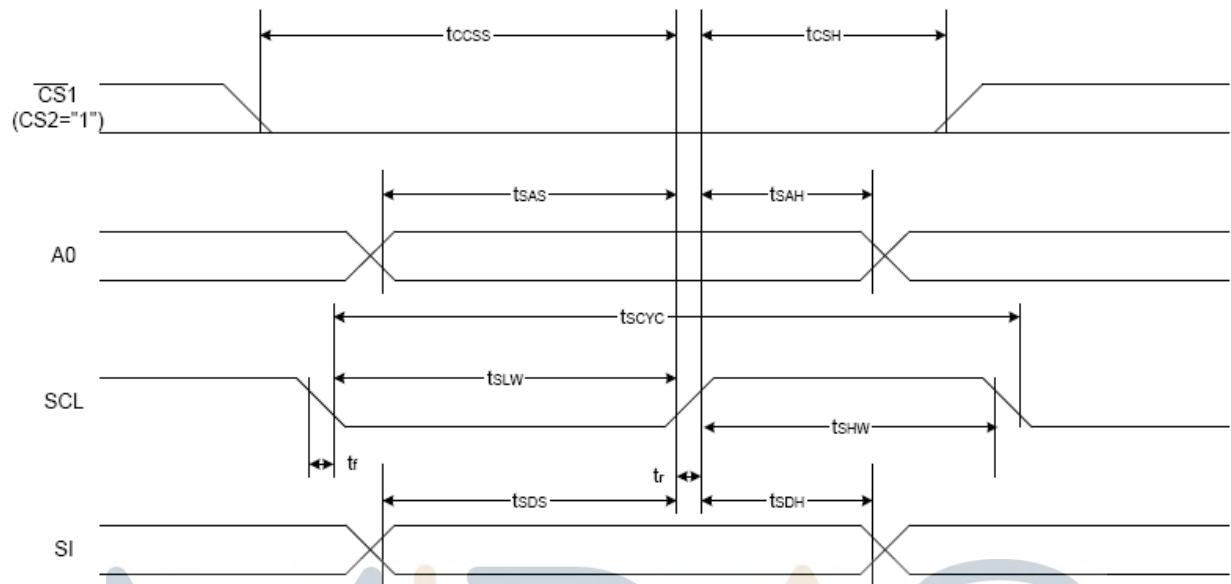 tCCSS tCSH
CS1
(CS2="1")
tSAS tSAH
A0
tSCYC
tSLW
SCL
tSHW
tf tr
tSDS tSDH
SI